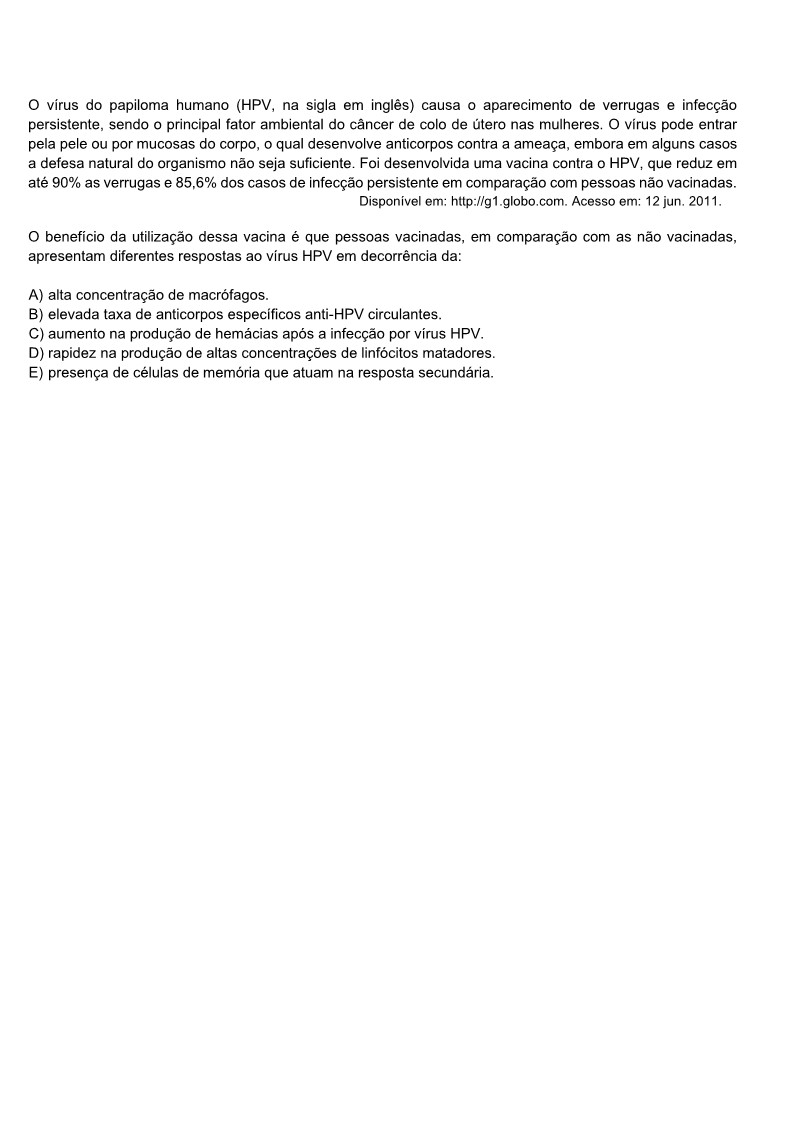 O vírus do papiloma humano (HPV, na sigla em inglês) causa o aparecimento de verrugas e infecção
persistente, sendo o principal fator ambiental do câncer de colo de útero nas mulheres. O vírus pode entrar
pela pele ou por mucosas do corpo, o qual desenvolve anticorpos contra a ameaça, embora em alguns casos
a defesa natural do organismo não seja suficiente. Foi desenvolvida uma vacina contra o HPV, que reduz em
até 90% as verrugas e 85,6% dos casos de infecção persistente em comparação com pessoas não vacinadas.
Disponível em: http://g1.globo.com. Acesso em: 12 jun. 2011.
O benefício da utilização dessa vacina é que pessoas vacinadas, em comparação com as não vacinadas,
apresentam diferentes respostas ao vírus HPV em decorrência da:
A) alta concentração de macrófagos.
B) elevada taxa de anticorpos específicos anti-HPV circulantes.
C) aumento na produção de hemácias após a infecção por vírus HPV.
D) rapidez na produção de altas concentrações de linfócitos matadores.
E) presença de células de memória que atuam na resposta secundária.